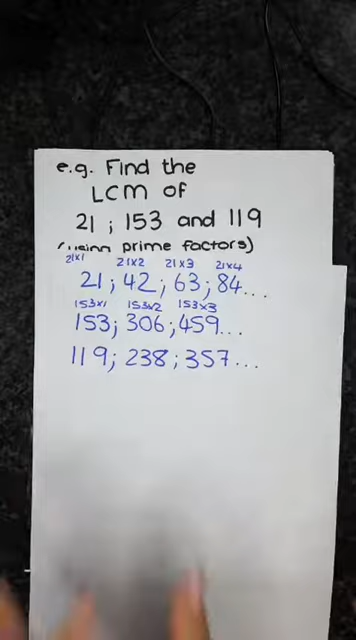 e.g. Find the
LCM of
21 ; 153 and 119
(using prime factors)
21x1 21x2 21x3 21x4
21 ; 42 ; 63 ; 84...
153x1 153x2 153x3
153; 306 ; 459...
119; 238 ; 357...